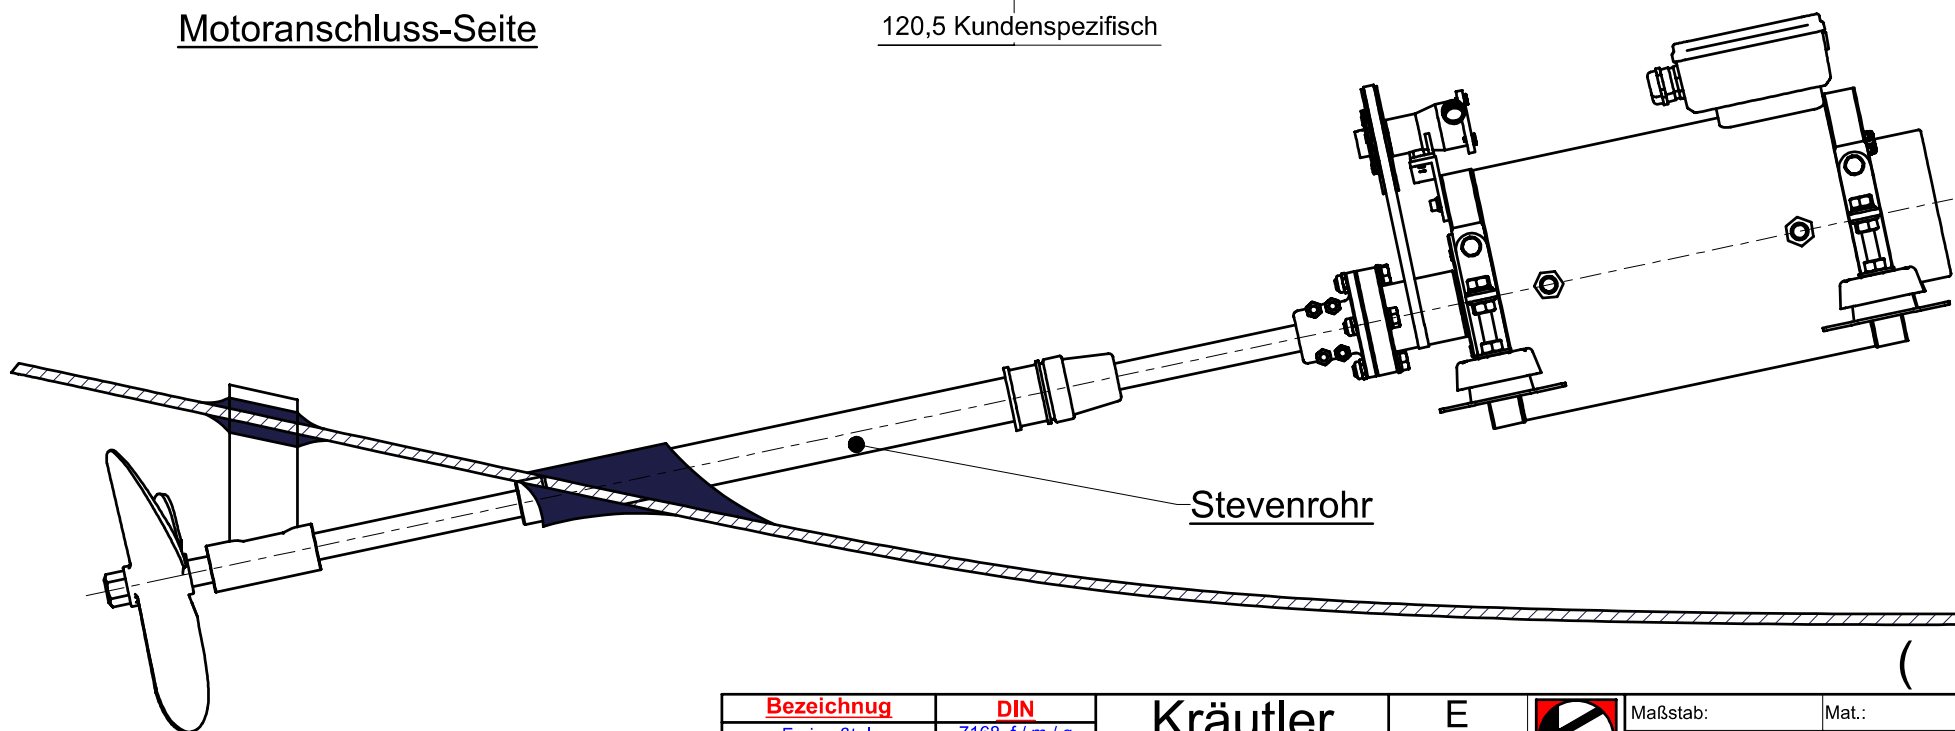 Motoranschluss-Seite
120,5 Kundenspezifisch
Stevenrohr
(
Bezeichnug
DIN
Kräutler
E
Maßstab:
Mat.: